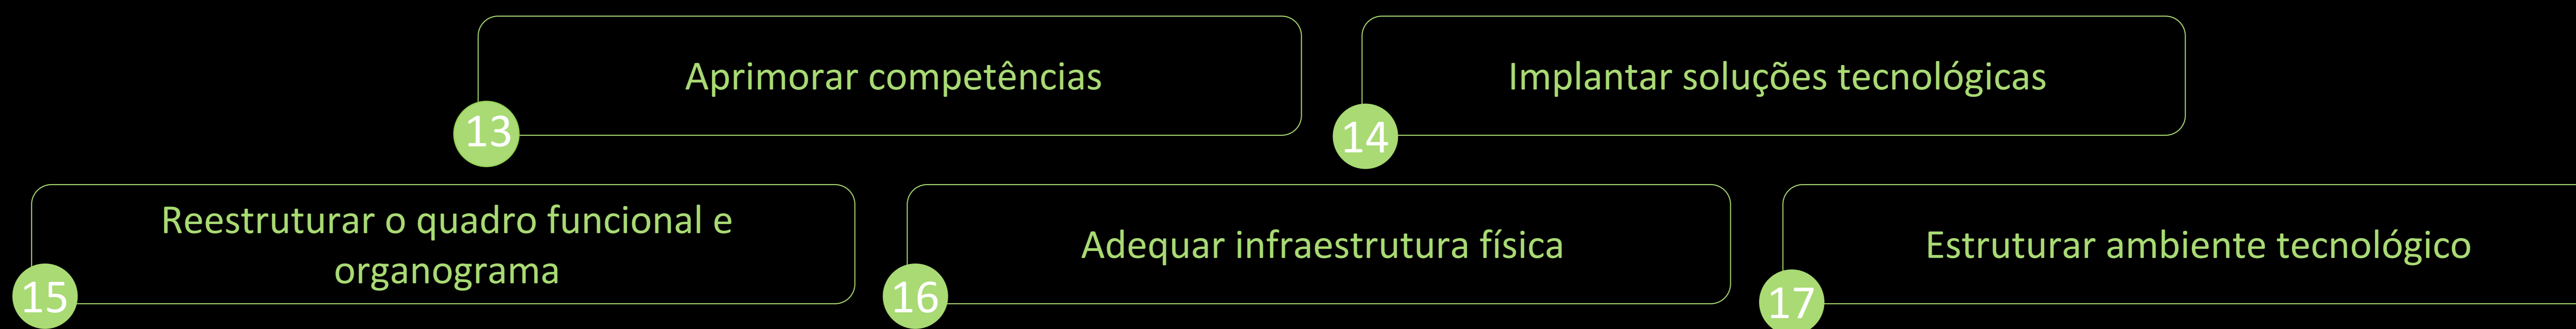 Aprimorar competências
13
Implantar soluções tecnológicas
14
Reestruturar o quadro funcional e
organograma
15
Adequar infraestrutura física
16
Estruturar ambiente tecnológico
17